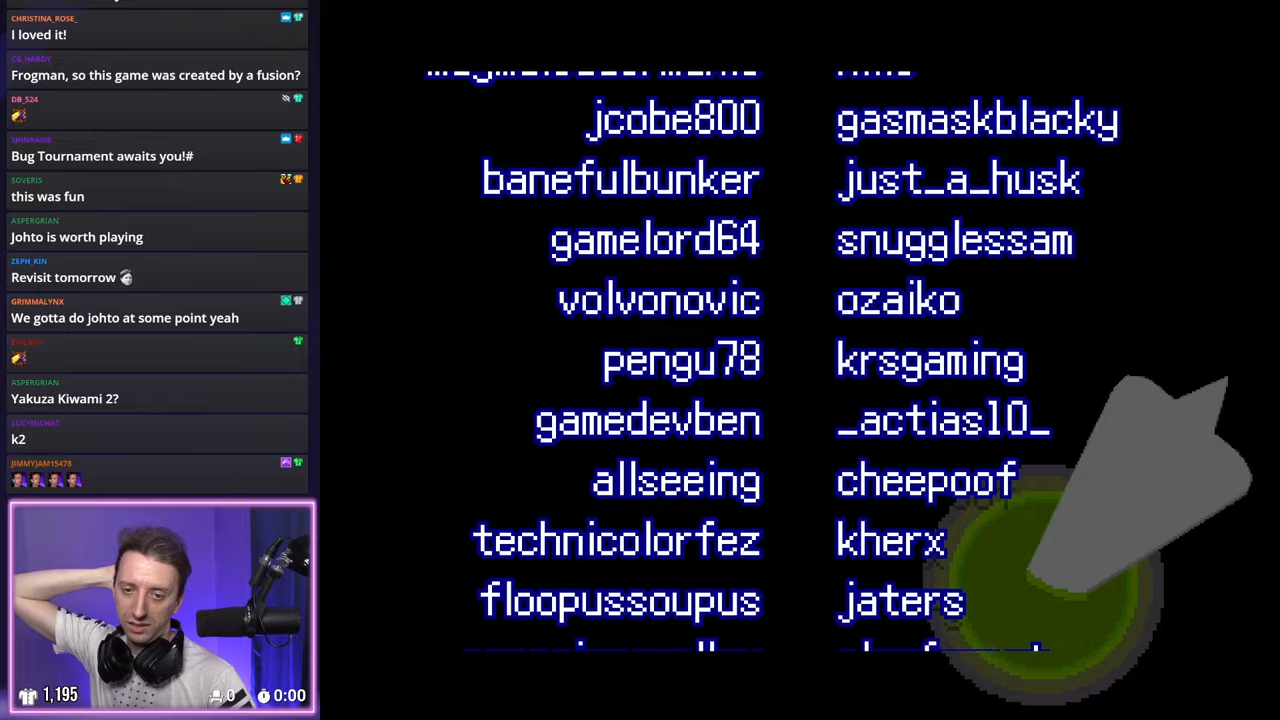 CHRISTINA_ROSE_
I loved it!
CG_HARDY
Frogman, so this game was created by a fusion?
DB_524
Bug Tournament awaits you!#
SOVERIS
this was fun
ASPERGRIAN
Johto is worth playing
ZEPH_KIN
Revisit tomorrow
GRIMMALYNX
We gotta do johto at some point yeah
ASPERGRIAN
Yakuza Kiwami 2?
LUCYINCHAT
k2
JIMMYJAM15478
1,195
0
0:00
jcobe800 gasmaskblacky
banefulbunker just_a_husk
gamelord64 snugglessam
volvonovic ozaiko
pengu78 krsgaming
gamedevben _actias10_
allseeing cheepoof
technicolorfez kherx
floopussoupus jaters